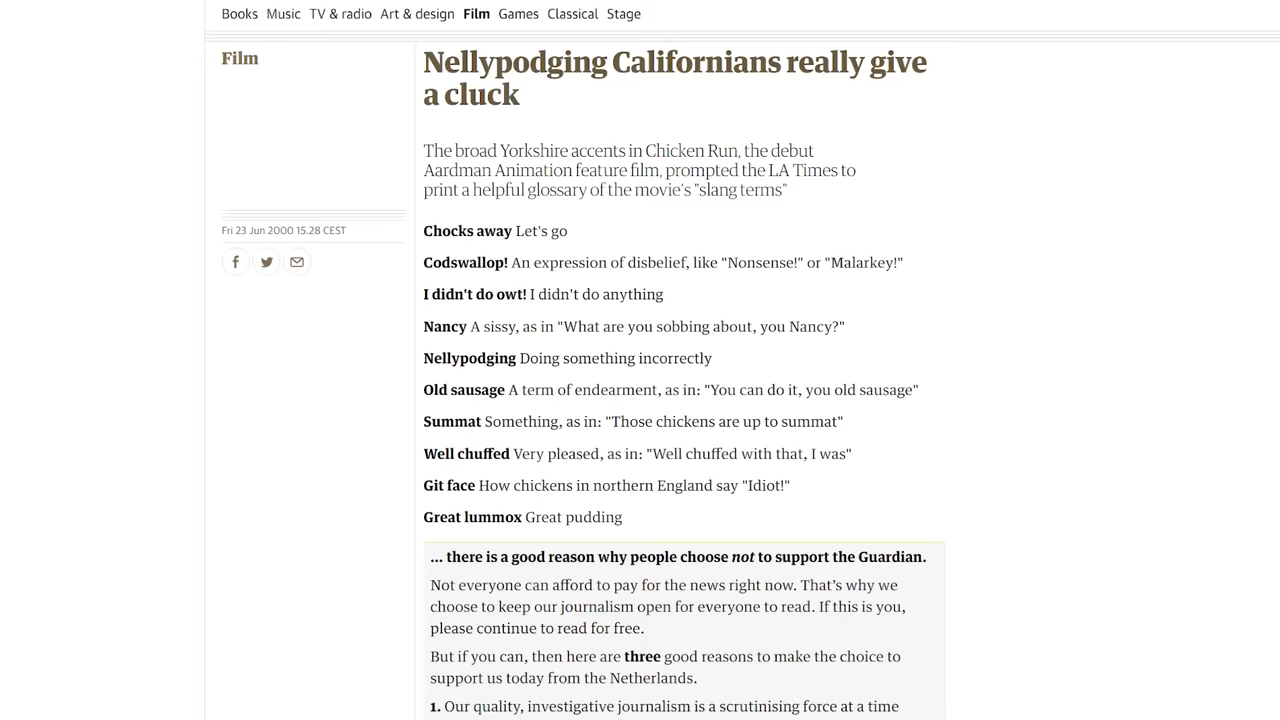 Books Music TV & radio Art & design Film Games Classical Stage
Film
Nellypodging Californians really give
a cluck
The broad Yorkshire accents in Chicken Run, the debut
Aardman Animation feature film, prompted the LA Times to
print a helpful glossary of the movie's "slang terms"
Fri 23 Jun 2000 15.28 CEST
Chocks away Let's go
Codswallop! An expression of disbelief, like "Nonsense!" or "Malarkey!"
I didn't do owt! I didn't do anything
Nancy A sissy, as in "What are you sobbing about, you Nancy?"
Nellypodging Doing something incorrectly
Old sausage A term of endearment, as in: "You can do it, you old sausage"
Summat Something, as in: "Those chickens are up to summat"
Well chuffed Very pleased, as in: "Well chuffed with that, I was"
Git face How chickens in northern England say "Idiot!"
Great lummox Great pudding
... there is a good reason why people choose not to support the Guardian.
Not everyone can afford to pay for the news right now. That’s why we
choose to keep our journalism open for everyone to read. If this is you,
please continue to read for free.
But if you can, then here are three good reasons to make the choice to
support us today from the Netherlands.
1. Our quality, investigative journalism is a scrutinising force at a time